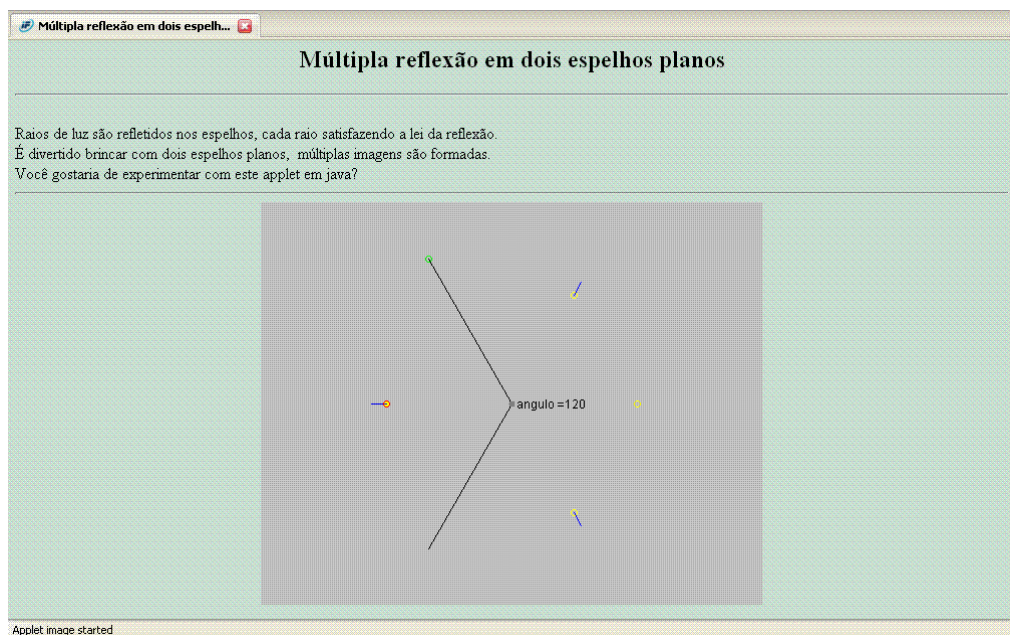 Múltipla reflexão em dois espelh...
Múltipla reflexão em dois espelhos planos
Raios de luz são refletidos nos espelhos, cada raio satisfazendo a lei da reflexão.
É divertido brincar com dois espelhos planos, múltiplas imagens são formadas.
Você gostaria de experimentar com este applet em java?
angulo =120
Applet image started